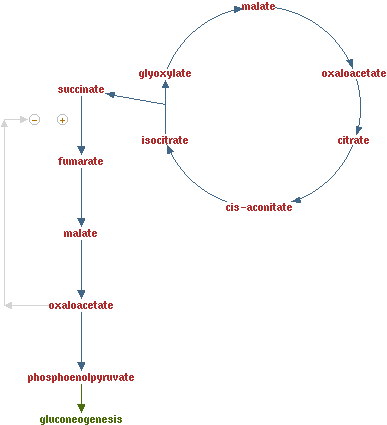 malate
glyoxylate
oxaloacetate
succinate
− +
isocitrate
citrate
fumarate
cis-aconitate
malate
oxaloacetate
phosphoenolpyruvate
gluconeogenesis